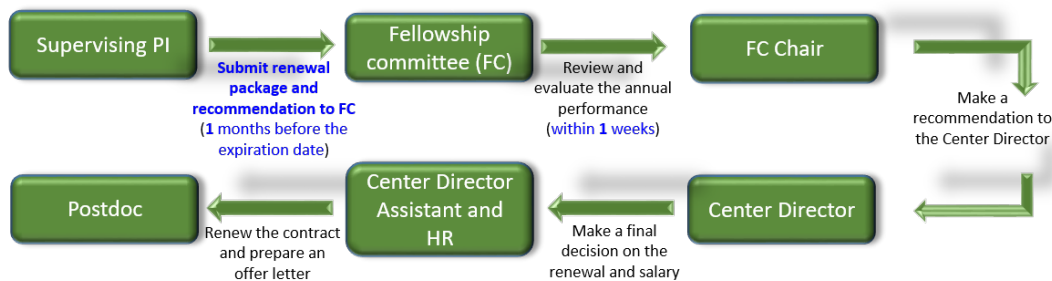 Supervising PI
Submit renewal
package and
recommendation to FC
(1 months before the
expiration date)
Fellowship
committee (FC)
Review and
evaluate the annual
performance
(within 1 weeks)
FC Chair
Make a
recommendation to
the Center Director
Center Director
Make a final
decision on the
renewal and salary
Center Director
Assistant and
HR
Renew the contract
and prepare an
offer letter
Postdoc